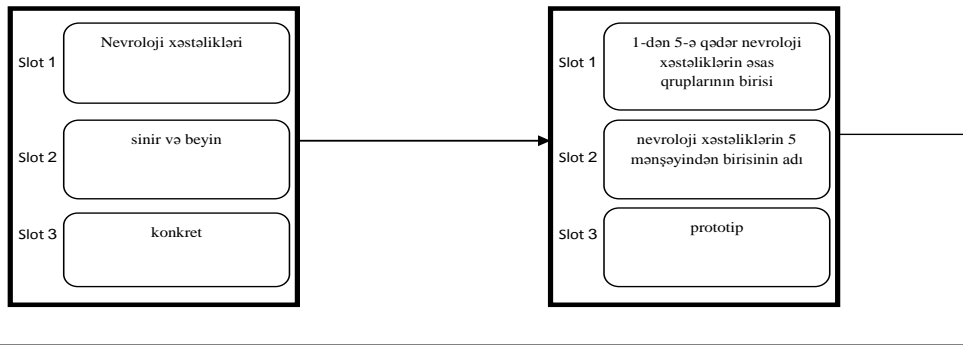 Slot 1
Nevroloji xəstəlikləri
Slot 2
sinir və beyin
Slot 3
konkret
Slot 1
1-dən 5-ə qədər nevroloji
xəstəliklərin əsas
qruplarının birisi
Slot 2
nevroloji xəstəliklərin 5
mənşəyindən birisinin adı
Slot 3
prototip